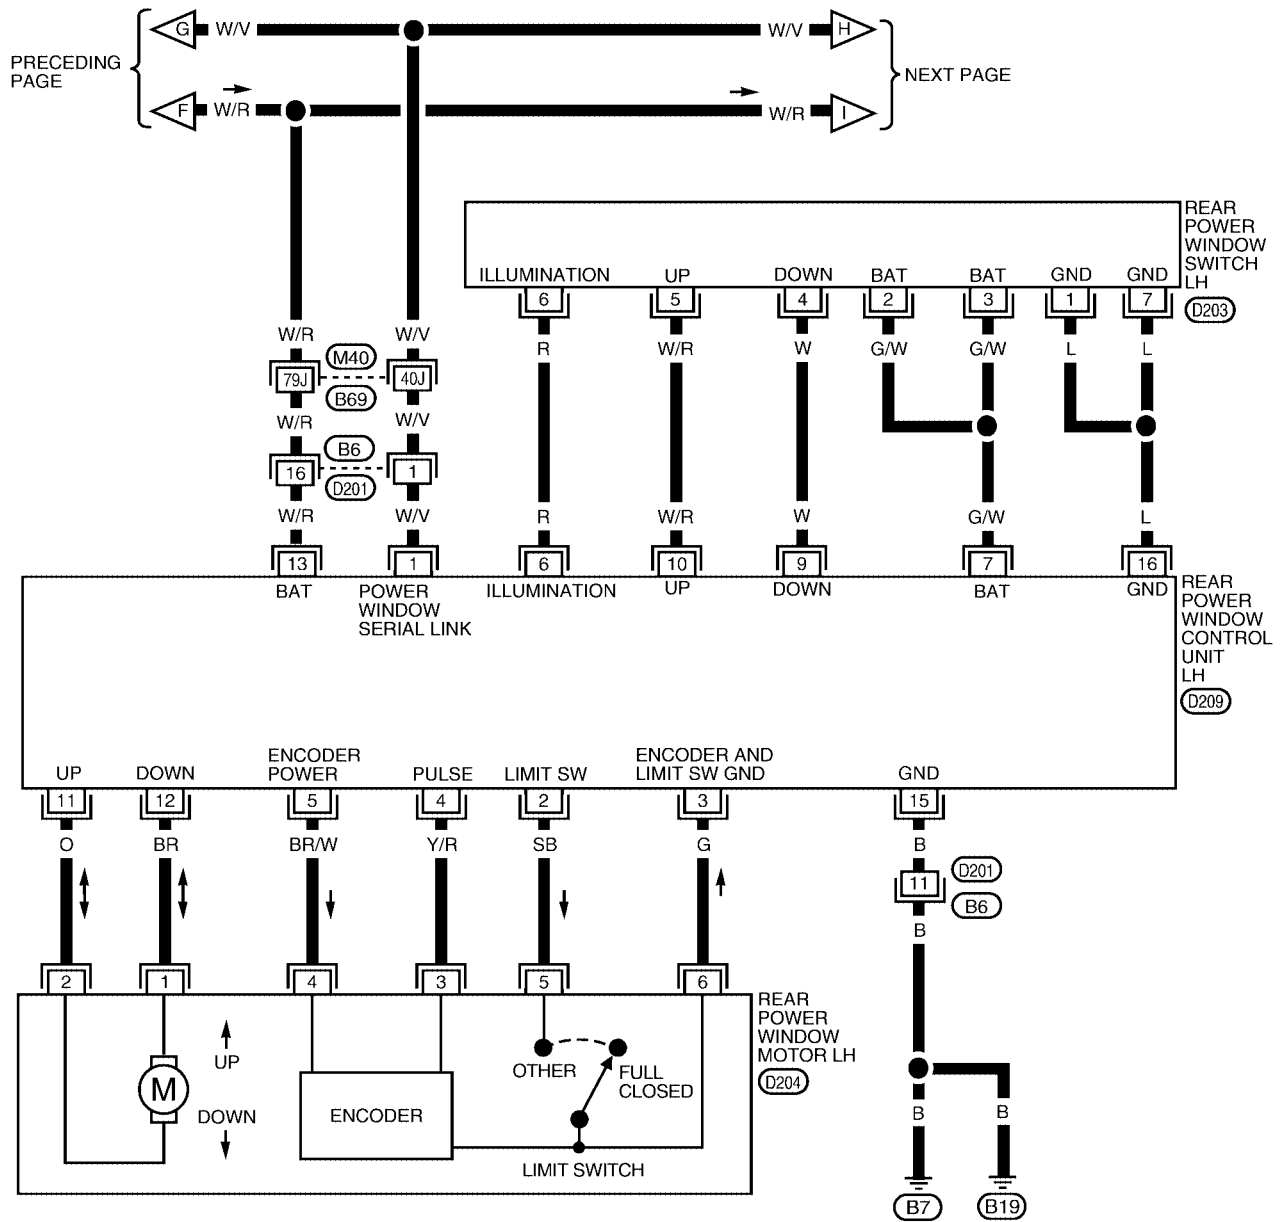 G W/V W/V H
PRECEDING
PAGE
NEXT PAGE
F W/R W/R I
REAR
POWER
WINDOW
SWITCH
LH
D203
ILLUMINATION UP DOWN BAT BAT GND GND
6 5 4 2 3 1 7
W/R W/V R W/R W G/W G/W L L
M40
79J 40J
B69
W/R W/V
B6
16 1
D201
W/R W/V R W/R W G/W L
13 1 6 10 9 7 16
BAT POWER ILLUMINATION UP DOWN BAT GND
WINDOW
SERIAL LINK
REAR
POWER
WINDOW
CONTROL
UNIT
LH
D209
UP DOWN ENCODER
POWER PULSE LIMIT SW ENCODER AND
LIMIT SW GND GND
11 12 5 4 2 3 15
O BR BR/W Y/R SB G B
D201
11
B6
B
2 1 4 3 5 6
REAR
POWER
WINDOW
MOTOR LH
D204
UP
M
DOWN
ENCODER
OTHER
FULL
CLOSED
LIMIT SWITCH
B B
B7 B19